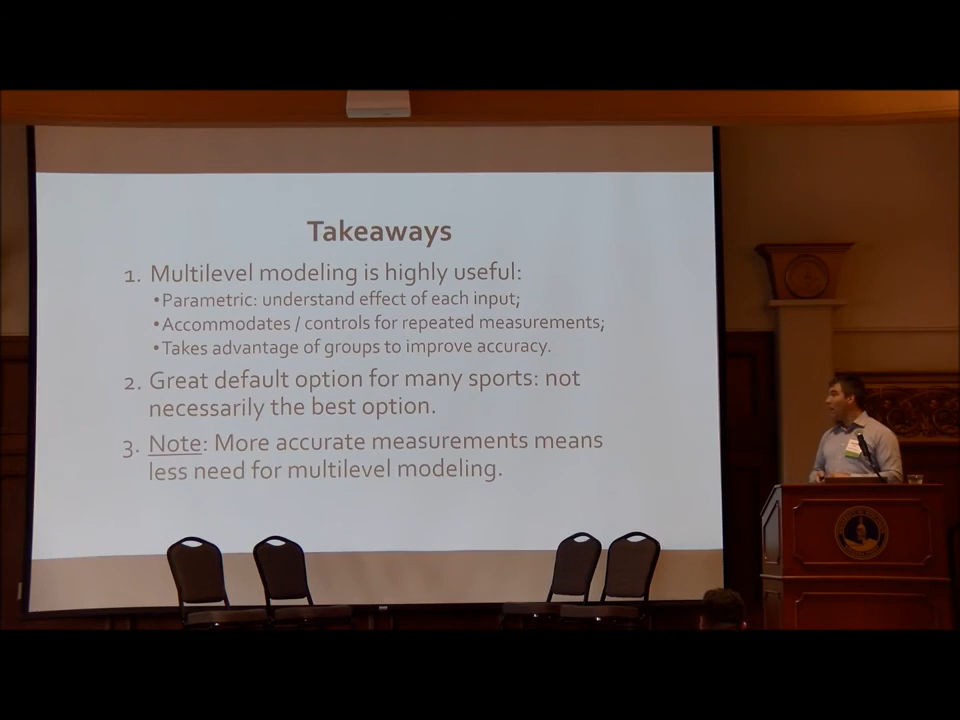 Takeaways
1. Multilevel modeling is highly useful:
•Parametric: understand effect of each input;
•Accommodates / controls for repeated measurements;
•Takes advantage of groups to improve accuracy.
2. Great default option for many sports: not
necessarily the best option.
3. Note: More accurate measurements means
less need for multilevel modeling.